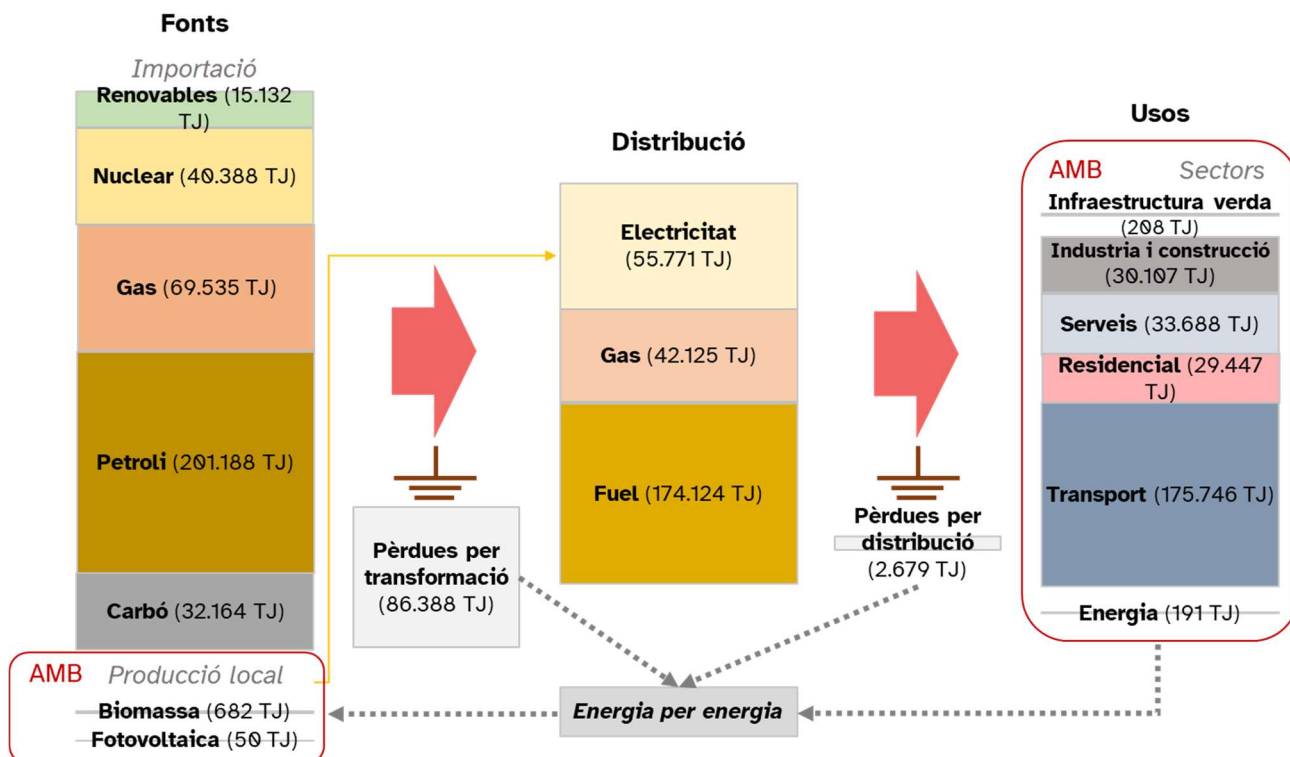 Fonts
Importació
Renovables (15.132
TJ)
Nuclear (40.388 TJ)
Gas (69.535 TJ)
Petroli (201.188 TJ)
Carbó (32.164 TJ)
AMB Producció local
Biomassa (682 TJ)
Fotovoltaica (50 TJ)
Pèrdues per
transformació
(86.388 TJ)
Distribució
Electricitat
(55.771 TJ)
Gas (42.125 TJ)
Fuel (174.124 TJ)
Energia per energia
Pèrdues per
distribució
(2.679 TJ)
Usos
AMB Sectors
Infraestructura verda
(208 TJ)
Industria i construcció
(30.107 TJ)
Serveis (33.688 TJ)
Residencial (29.447
TJ)
Transport (175.746 TJ)
Energia (191 TJ)